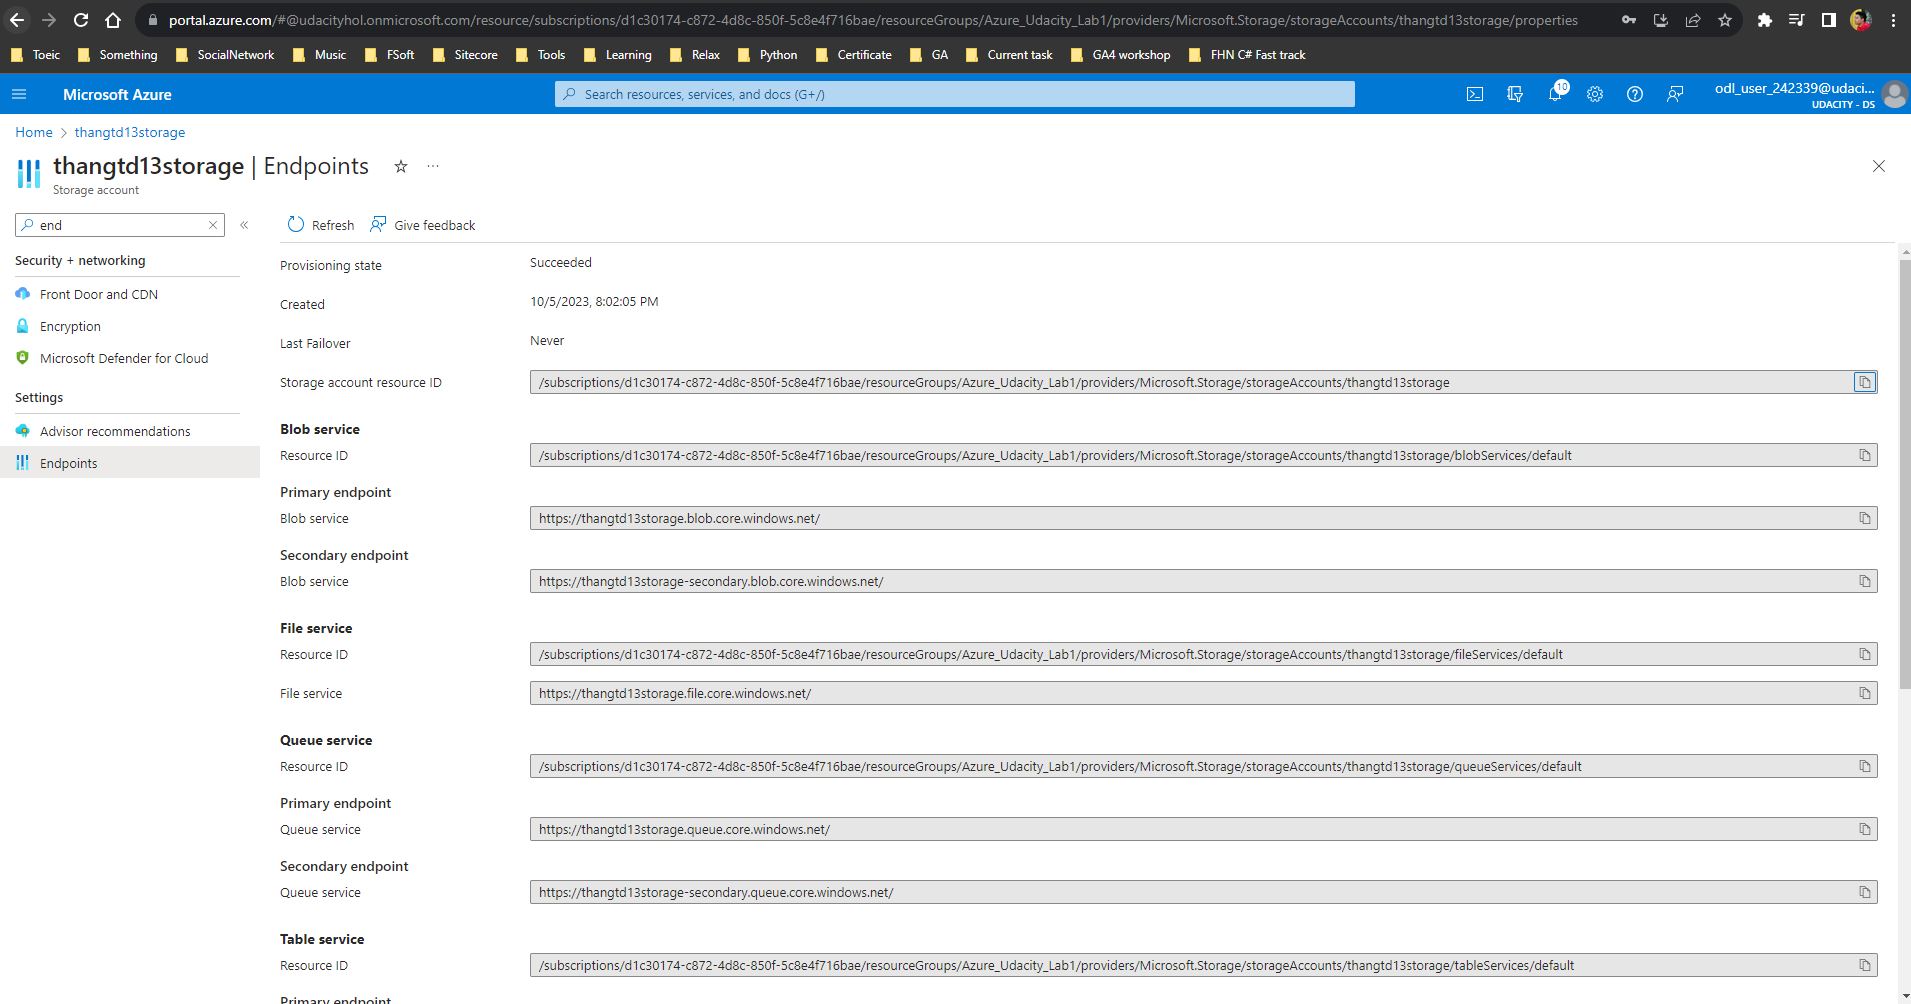 portal.azure.com/#@udacityhol.onmicrosoft.com/resource/subscriptions/d1c30174-c872-4d8c-850f-5c8e4f716bae/resourceGroups/Azure_Udacity_Lab1/providers/Microsoft.Storage/storageAccounts/thangtd13storage/properties
Toeic Something SocialNetwork Music FSoft Sitecore Tools Learning Relax Python Certificate GA Current task GA4 workshop FHN C# Fast track
Microsoft Azure
Search resources, services, and docs (G+/)
10
odl_user_242339@udaci...
UDACITY - DS
Home > thangtd13storage
thangtd13storage | Endpoints
Storage account
end
Refresh
Give feedback
Security + networking
Front Door and CDN
Encryption
Microsoft Defender for Cloud
Settings
Advisor recommendations
Endpoints
Provisioning state Succeeded
Created 10/5/2023, 8:02:05 PM
Last Failover Never
Storage account resource ID /subscriptions/d1c30174-c872-4d8c-850f-5c8e4f716bae/resourceGroups/Azure_Udacity_Lab1/providers/Microsoft.Storage/storageAccounts/thangtd13storage
Blob service
Resource ID /subscriptions/d1c30174-c872-4d8c-850f-5c8e4f716bae/resourceGroups/Azure_Udacity_Lab1/providers/Microsoft.Storage/storageAccounts/thangtd13storage/blobServices/default
Primary endpoint
Blob service https://thangtd13storage.blob.core.windows.net/
Secondary endpoint
Blob service https://thangtd13storage-secondary.blob.core.windows.net/
File service
Resource ID /subscriptions/d1c30174-c872-4d8c-850f-5c8e4f716bae/resourceGroups/Azure_Udacity_Lab1/providers/Microsoft.Storage/storageAccounts/thangtd13storage/fileServices/default
File service https://thangtd13storage.file.core.windows.net/
Queue service
Resource ID /subscriptions/d1c30174-c872-4d8c-850f-5c8e4f716bae/resourceGroups/Azure_Udacity_Lab1/providers/Microsoft.Storage/storageAccounts/thangtd13storage/queueServices/default
Primary endpoint
Queue service https://thangtd13storage.queue.core.windows.net/
Secondary endpoint
Queue service https://thangtd13storage-secondary.queue.core.windows.net/
Table service
Resource ID /subscriptions/d1c30174-c872-4d8c-850f-5c8e4f716bae/resourceGroups/Azure_Udacity_Lab1/providers/Microsoft.Storage/storageAccounts/thangtd13storage/tableServices/default
Primary endpoint